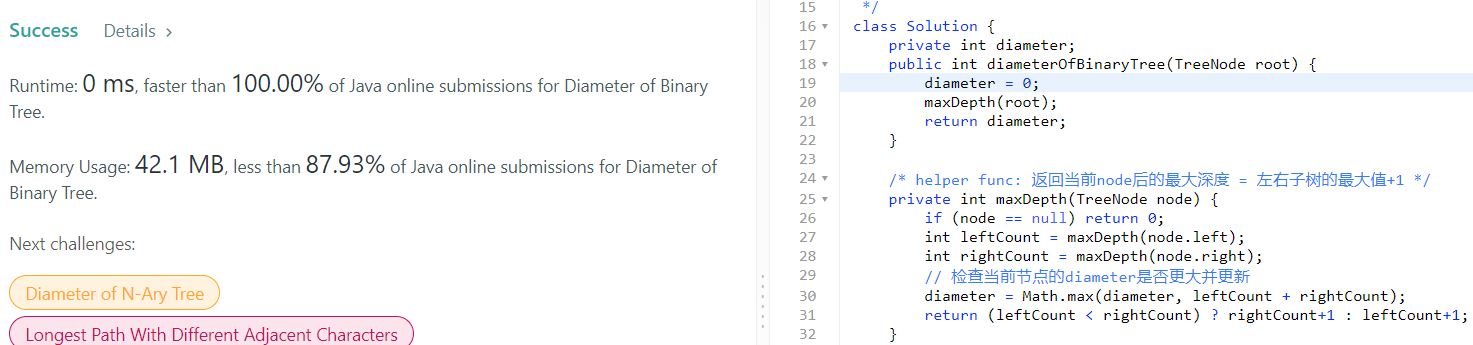 Success Details >
Runtime: 0 ms, faster than 100.00% of Java online submissions for Diameter of Binary
Tree.
Memory Usage: 42.1 MB, less than 87.93% of Java online submissions for Diameter of
Binary Tree.
Next challenges:
Diameter of N-Ary Tree
Longest Path With Different Adjacent Characters
15 */
16 class Solution {
17 private int diameter;
18 public int diameterOfBinaryTree(TreeNode root) {
19 diameter = 0;
20 maxDepth(root);
21 return diameter;
22 }
23
24 /* helper func: 返回当前node后的最大深度 = 左右子树的最大值+1 */
25 private int maxDepth(TreeNode node) {
26 if (node == null) return 0;
27 int leftCount = maxDepth(node.left);
28 int rightCount = maxDepth(node.right);
29 // 检查当前节点的diameter是否更大并更新
30 diameter = Math.max(diameter, leftCount + rightCount);
31 return (leftCount < rightCount) ? rightCount+1 : leftCount+1;
32 }